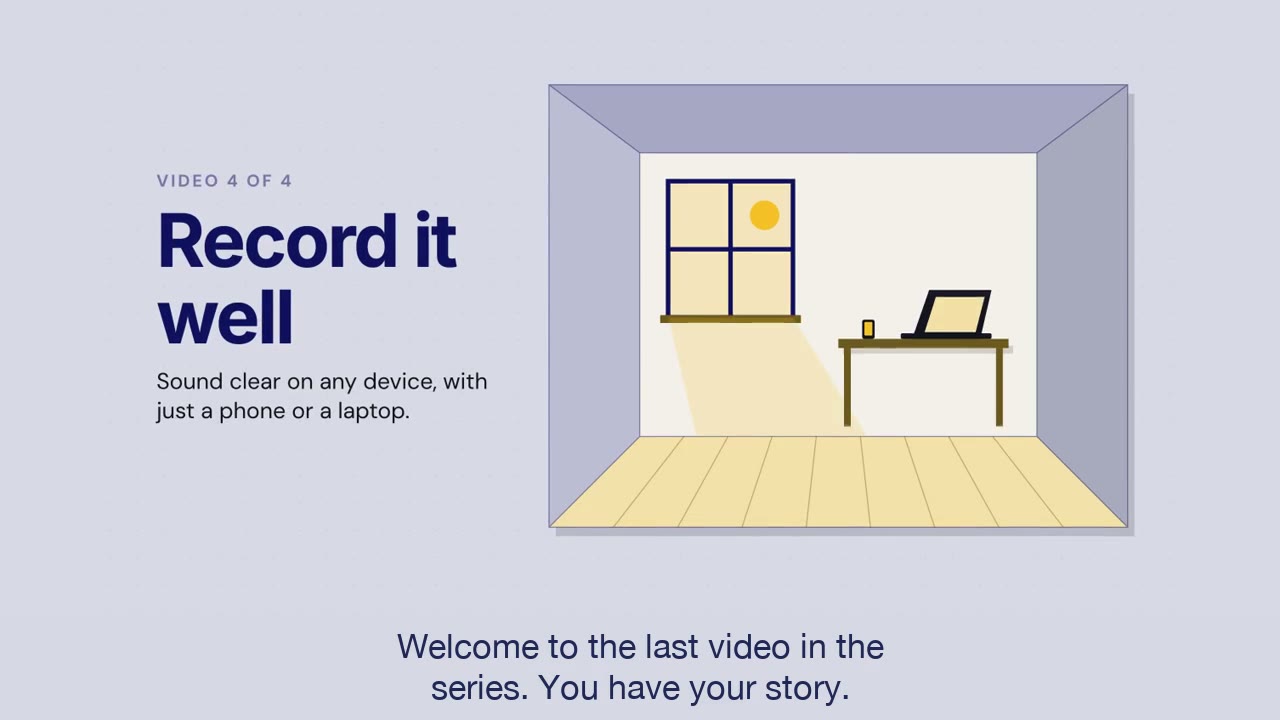 VIDEO 4 OF 4
Record it
well
Sound clear on any device, with
just a phone or a laptop.
Welcome to the last video in the
series. You have your story.